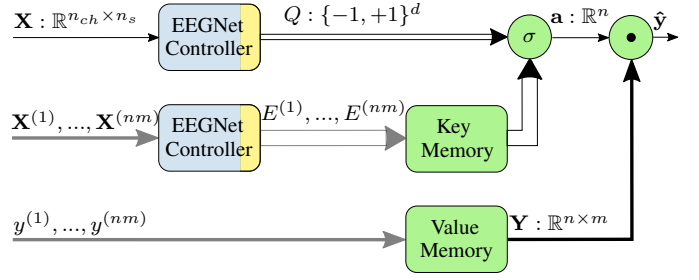 X : ℝ^{n_{ch} × n_s}
EEGNet
Controller
Q : {−1, +1}^d
σ
a : ℝ^n
•
ŷ
X^{(1)}, ..., X^{(nm)}
EEGNet
Controller
E^{(1)}, ..., E^{(nm)}
Key
Memory
y^{(1)}, ..., y^{(nm)}
Value
Memory
Y : ℝ^{n×m}